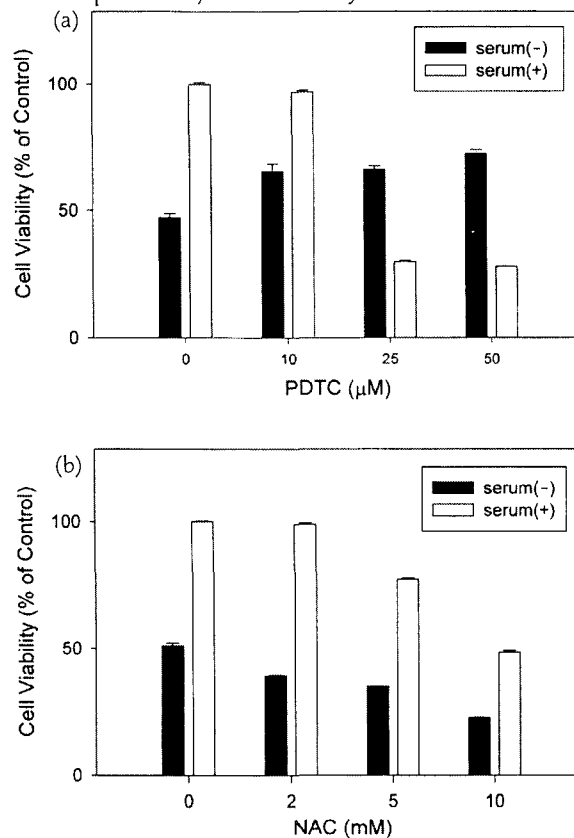 (a)
serum(-)
serum(+)
100
50
0
Cell Viability (% of Control)
0 10 25 50
PDTC (μM)
(b)
serum(-)
serum(+)
100
50
0
Cell Viability (% of Control)
0 2 5 10
NAC (mM)